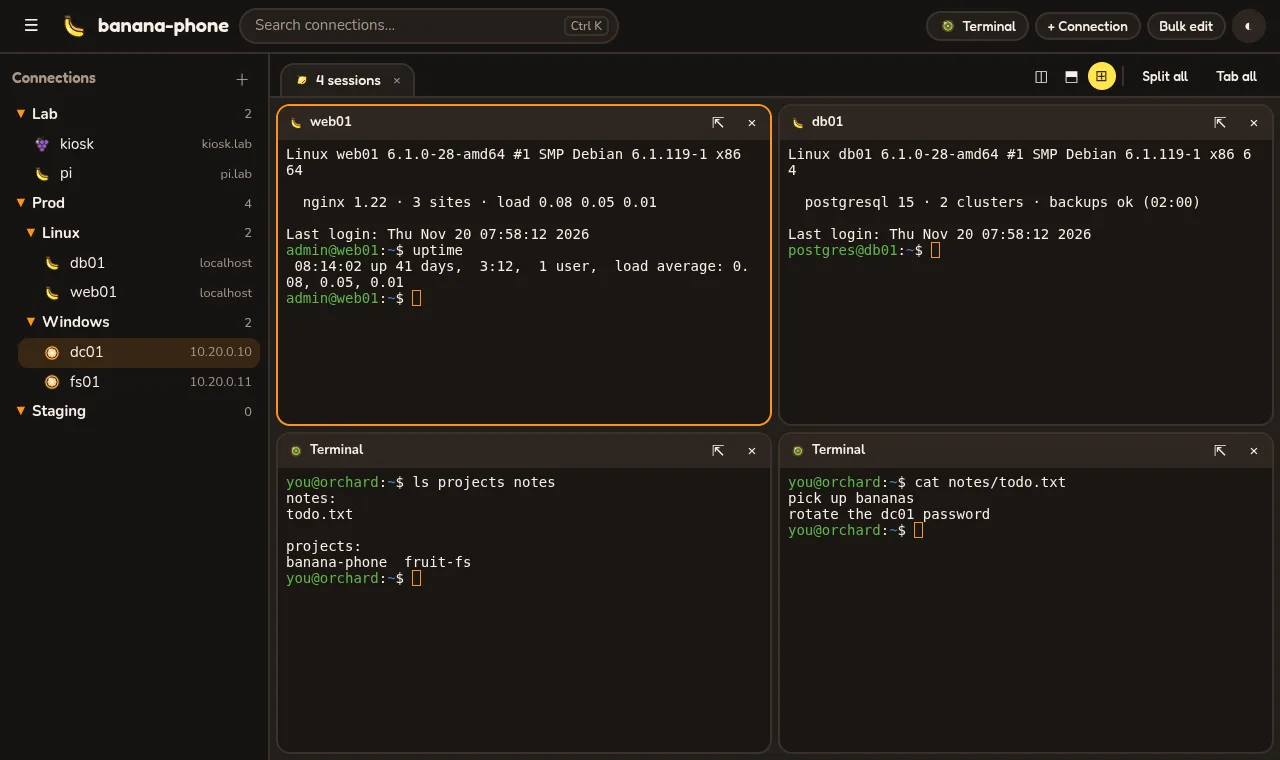 ☰ banana-phone Search connections... Ctrl K Terminal + Connection Bulk edit
Connections +
4 sessions × Split all Tab all
▼ Lab 2
kiosk kiosk.lab
pi pi.lab
▼ Prod 4
▼ Linux 2
db01 localhost
web01 localhost
▼ Windows 2
dc01 10.20.0.10
fs01 10.20.0.11
▼ Staging 0
web01 ×
Linux web01 6.1.0-28-amd64 #1 SMP Debian 6.1.119-1 x86
64
nginx 1.22 · 3 sites · load 0.08 0.05 0.01
Last login: Thu Nov 20 07:58:12 2026
admin@web01:~$ uptime
08:14:02 up 41 days,  3:12,  1 user,  load average: 0.
08, 0.05, 0.01
admin@web01:~$
db01 ×
Linux db01 6.1.0-28-amd64 #1 SMP Debian 6.1.119-1 x86 6
4
postgresql 15 · 2 clusters · backups ok (02:00)
Last login: Thu Nov 20 07:58:12 2026
postgres@db01:~$
Terminal ×
you@orchard:~$ ls projects notes
notes:
todo.txt
projects:
banana-phone  fruit-fs
you@orchard:~$
Terminal ×
you@orchard:~$ cat notes/todo.txt
pick up bananas
rotate the dc01 password
you@orchard:~$